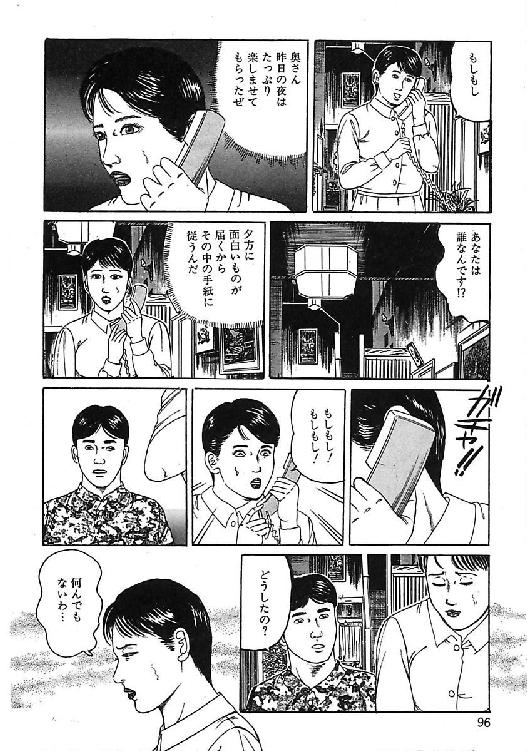 もしもし
奥さん
昨日の夜は
たっぷり
楽しませて
もらったぜ
あなたは
誰なんです!?
夕方に
面白いものが
届くから
その中の手紙に
従うんだ
ガチャ!!
もしもし!
もしもし!
どうしたの?
何んでも
ないわ…
96